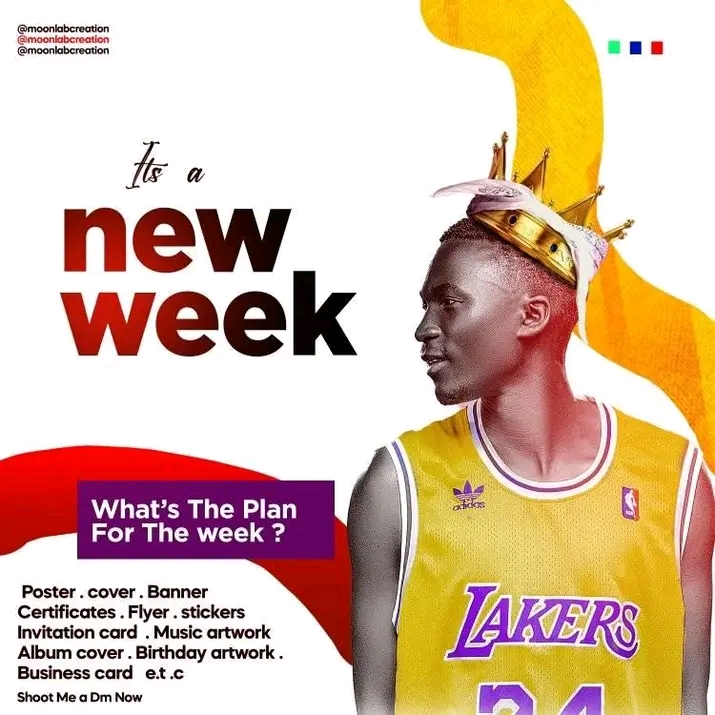 @moonlabcreation
@moonlabcreation
@moonlabcreation
Its a
new
week
What's The Plan
For The week ?
Poster . cover . Banner
Certificates . Flyer . stickers
Invitation card . Music artwork
Album cover . Birthday artwork .
Business card e.t .c
Shoot Me a Dm Now
adidas
LAKERS